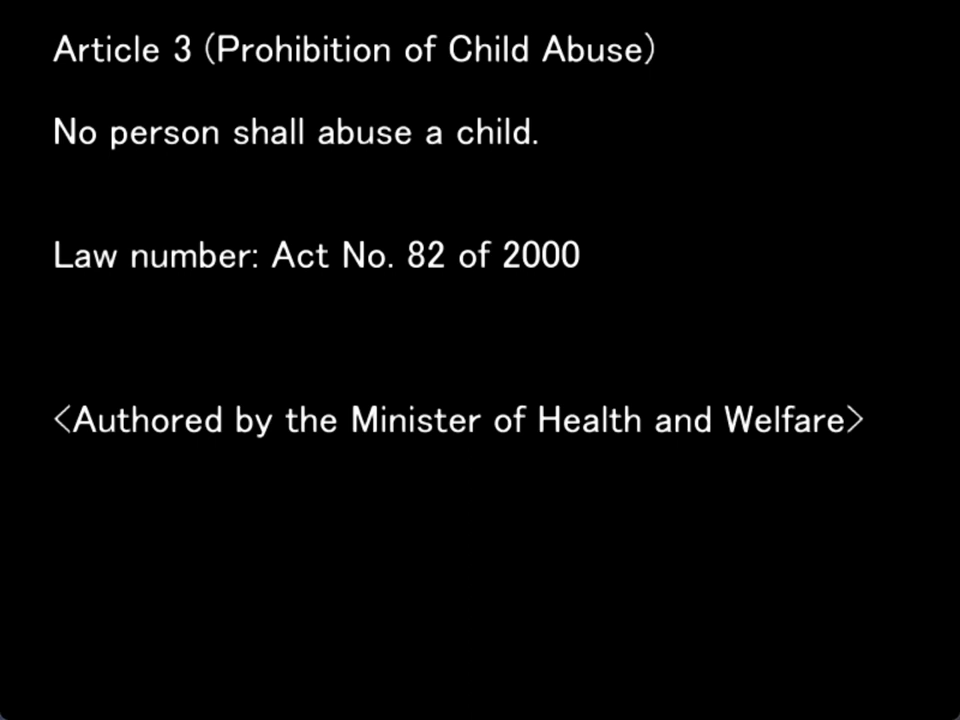 Article 3 (Prohibition of Child Abuse)
No person shall abuse a child.
Law number: Act No. 82 of 2000
<Authored by the Minister of Health and Welfare>